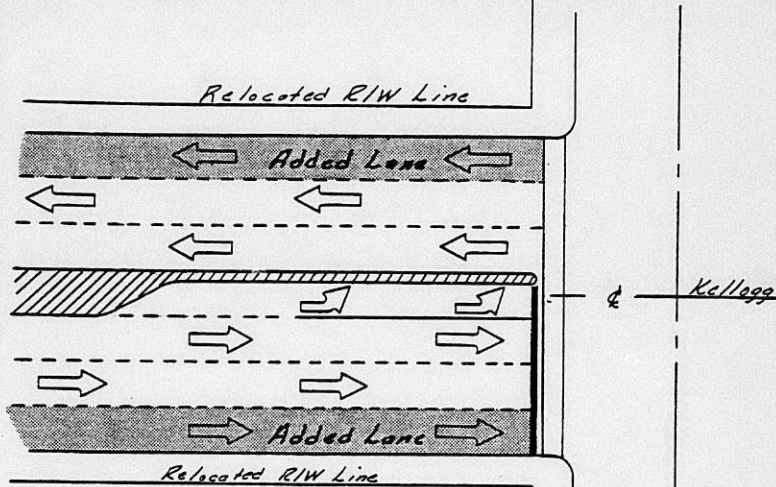 Relocated R/W Line
Added Lane
℄ Kellogg
Added Lane
Relocated R/W Line